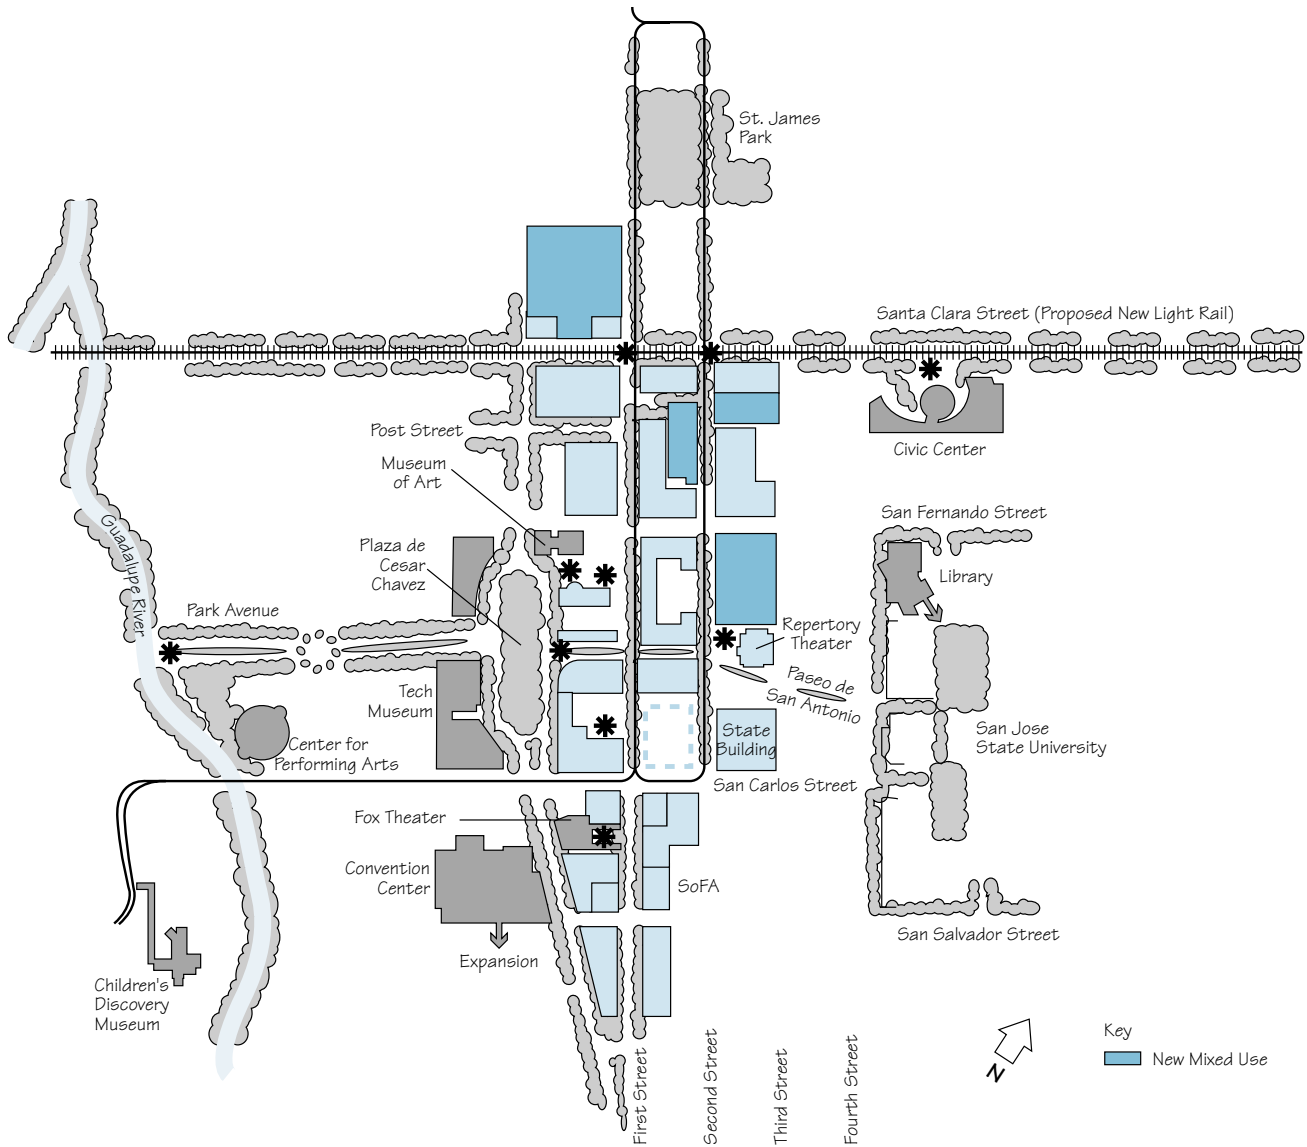 St. James
Park
Santa Clara Street (Proposed New Light Rail)
Post Street
Civic Center
Museum
of Art
San Fernando Street
Plaza de
Cesar
Chavez
Library
Guadalupe River
Park Avenue
Repertory
Theater
Paseo de
San Antonio
Tech
Museum
State
Building
San Jose
State University
Center for
Performing Arts
San Carlos Street
Fox Theater
Convention
Center
SoFA
San Salvador Street
Expansion
Children's
Discovery
Museum
First Street
Second Street
Third Street
Fourth Street
N
Key
New Mixed Use